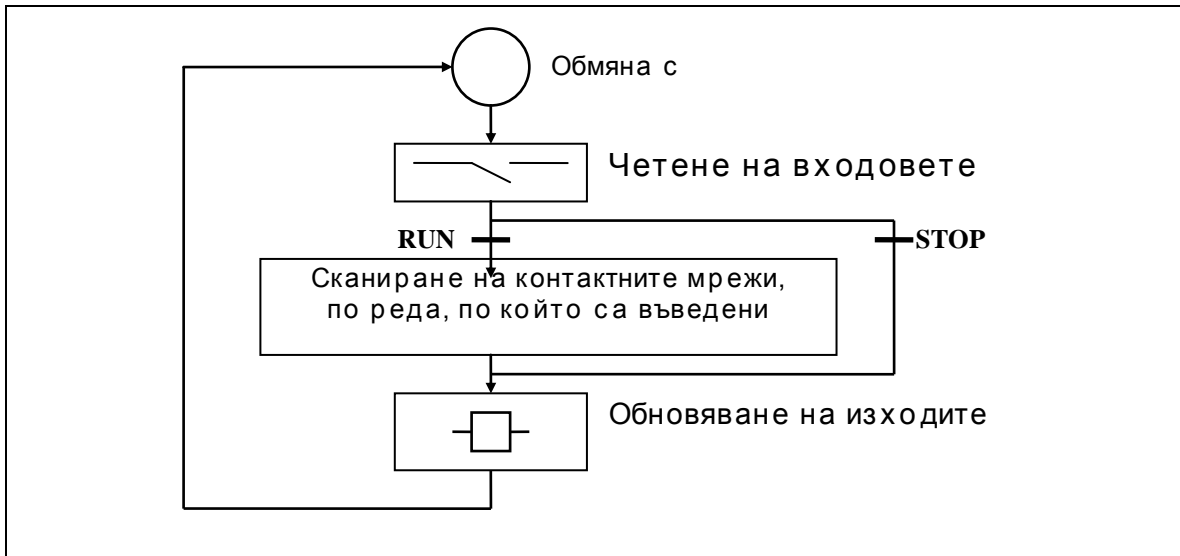 Обмяна с
Четене на входовете
RUN
STOP
Сканиране на контактните мрежи,
по реда, по който са въведени
Обновяване на изходите